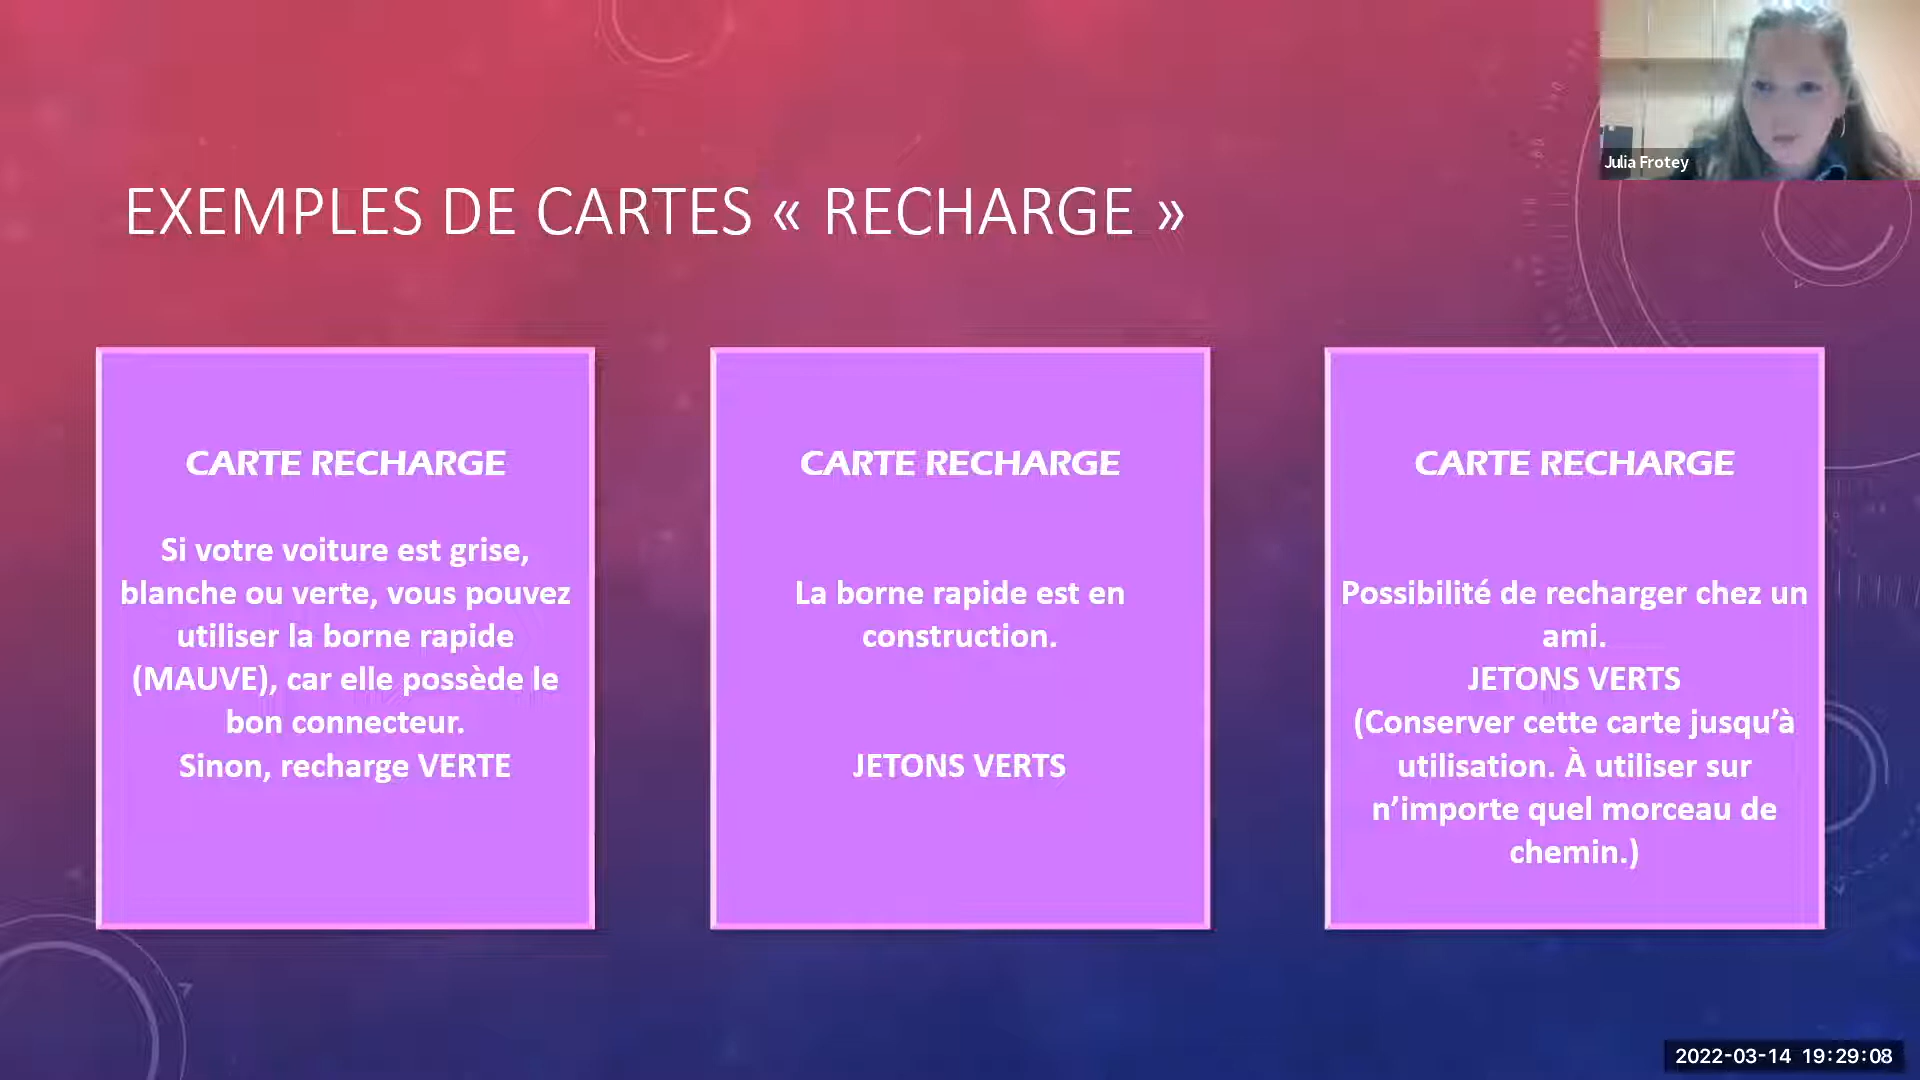 Julia Frotey
EXEMPLES DE CARTES « RECHARGE »
CARTE RECHARGE
Si votre voiture est grise,
blanche ou verte, vous pouvez
utiliser la borne rapide
(MAUVE), car elle possède le
bon connecteur.
Sinon, recharge VERTE
CARTE RECHARGE
La borne rapide est en
construction.
JETONS VERTS
CARTE RECHARGE
Possibilité de recharger chez un
ami.
JETONS VERTS
(Conserver cette carte jusqu’à
utilisation. À utiliser sur
n’importe quel morceau de
chemin.)
2022-03-14 19:29:08